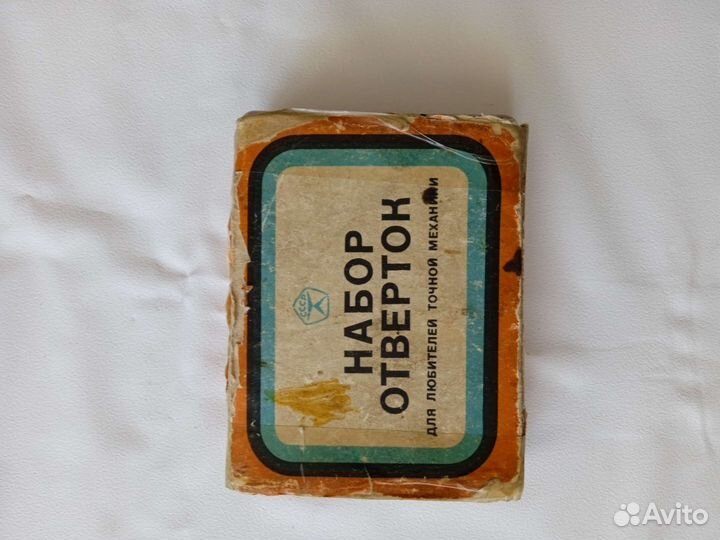 СССР
НАБОР
ОТВЕРТОК
ДЛЯ ЛЮБИТЕЛЕЙ ТОЧНОЙ МЕХАНИКИ
Avito